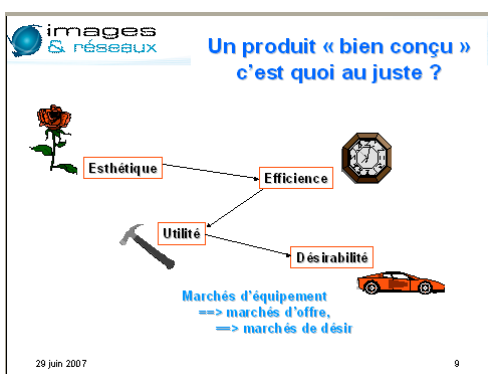 images
& réseaux
Un produit « bien conçu »
c'est quoi au juste ?
Esthétique
Efficience
Utilité
Désirabilité
Marchés d'équipement
==> marchés d'offre,
==> marchés de désir
29 juin 2007
9